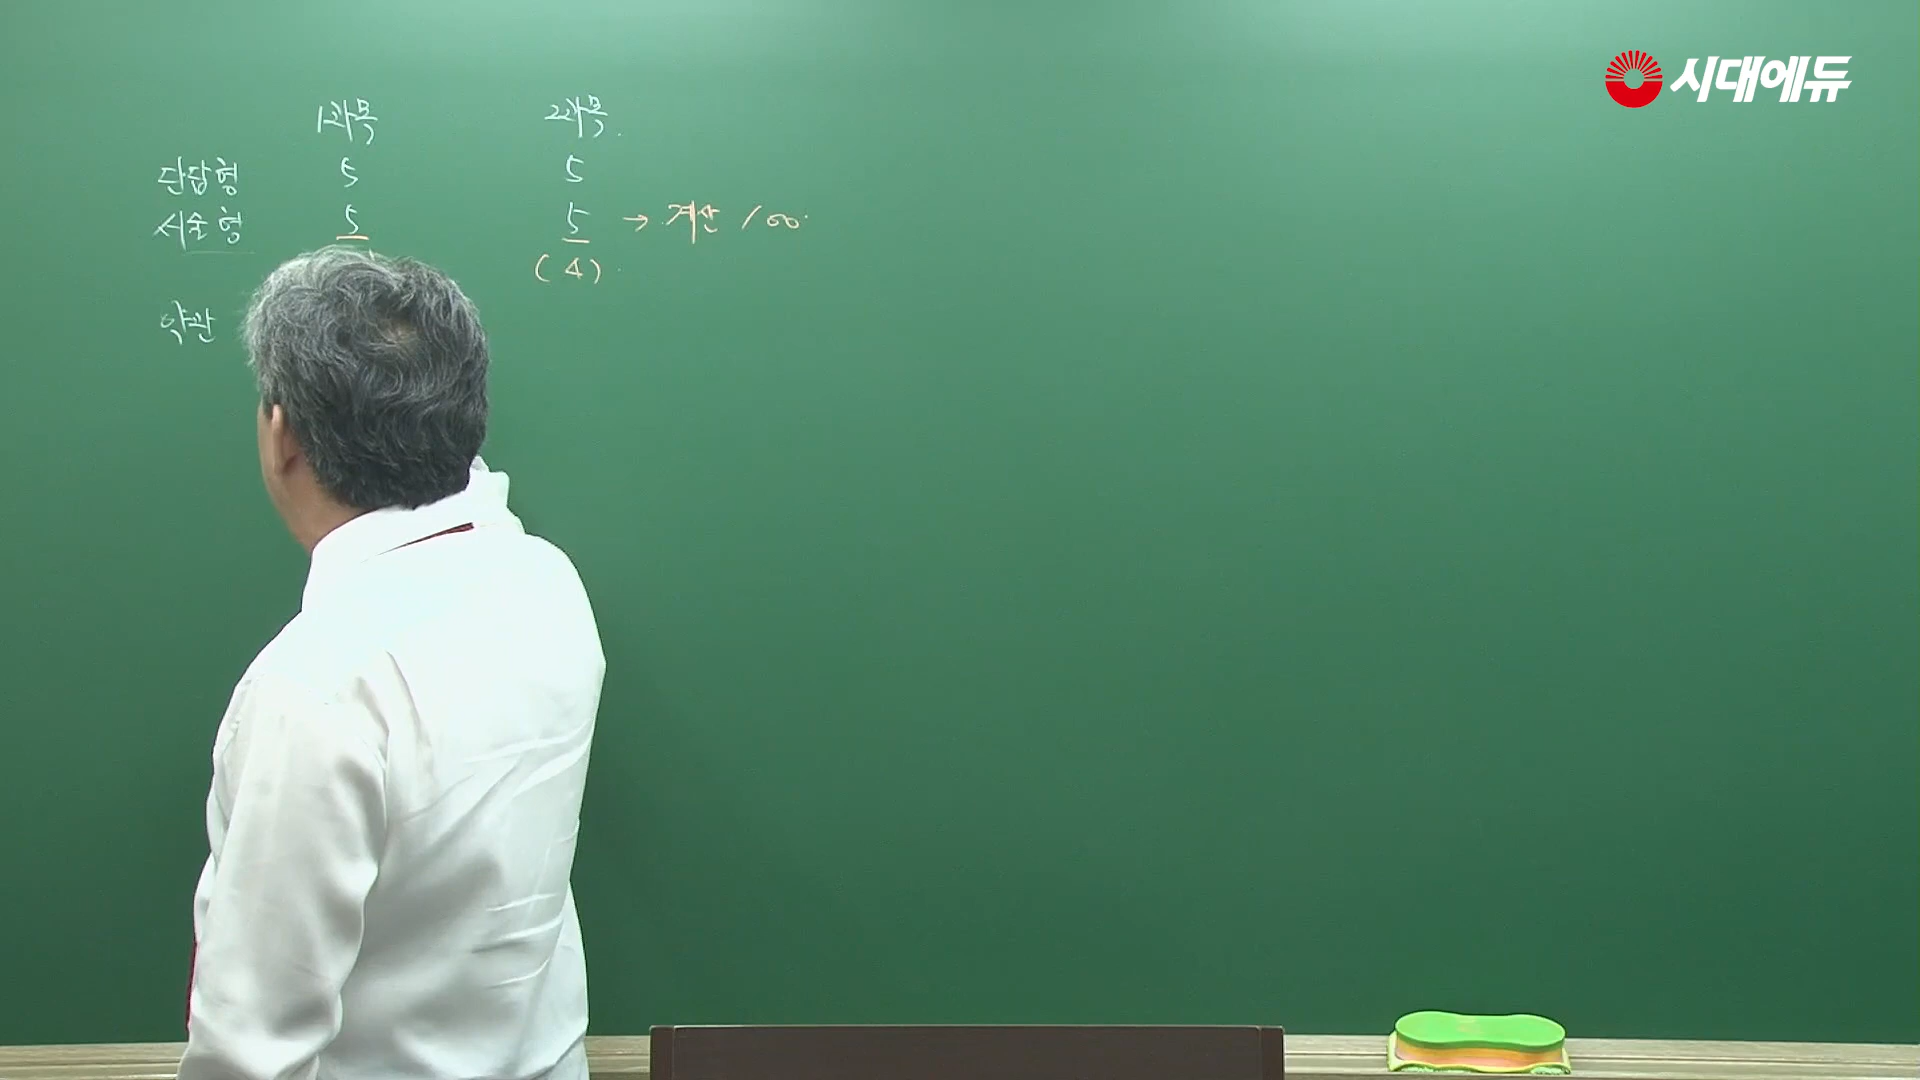 시대에듀
1과목 2과목.
단답형 5 5
서술형 5 5 → 계산 / 00.
(4).
약관